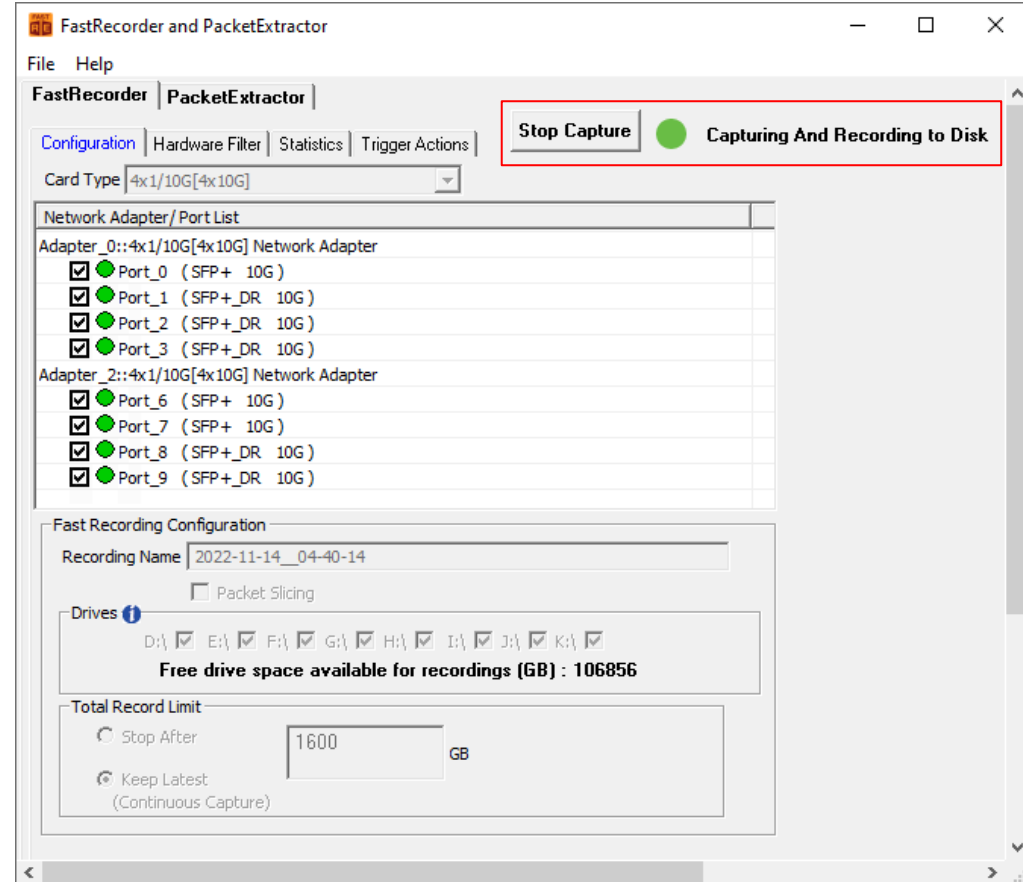 FastRecorder and PacketExtractor
File Help
FastRecorder PacketExtractor
Stop Capture Capturing And Recording to Disk
Configuration Hardware Filter Statistics Trigger Actions
Card Type 4x1/10G[4x10G]
Network Adapter/ Port List
Adapter_0::4x1/10G[4x10G] Network Adapter
Port_0 ( SFP+ 10G )
Port_1 ( SFP+_DR 10G )
Port_2 ( SFP+_DR 10G )
Port_3 ( SFP+_DR 10G )
Adapter_2::4x1/10G[4x10G] Network Adapter
Port_6 ( SFP+ 10G )
Port_7 ( SFP+ 10G )
Port_8 ( SFP+_DR 10G )
Port_9 ( SFP+_DR 10G )
Fast Recording Configuration
Recording Name 2022-11-14__04-40-14
Packet Slicing
Drives i
D:\ E:\ F:\ G:\ H:\ I:\ J:\ K:\
Free drive space available for recordings (GB) : 106856
Total Record Limit
Stop After
1600 GB
Keep Latest
(Continuous Capture)